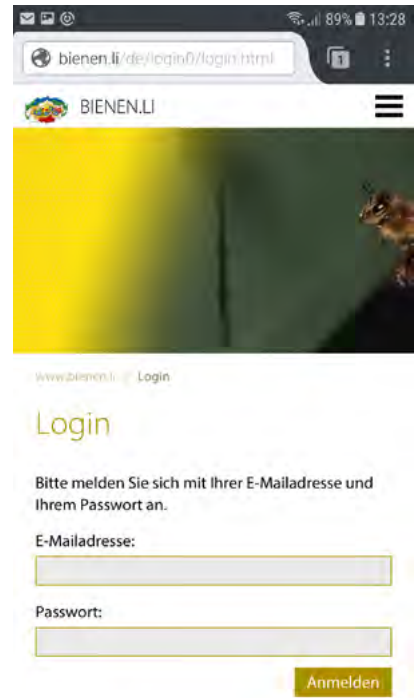 89% 13:28
bienen.li/de/login0/login.html
1
BIENEN.LI
www.bienen.li // Login
Login
Bitte melden Sie sich mit Ihrer E-Mailadresse und
Ihrem Passwort an.
E-Mailadresse:
Passwort:
Anmelden